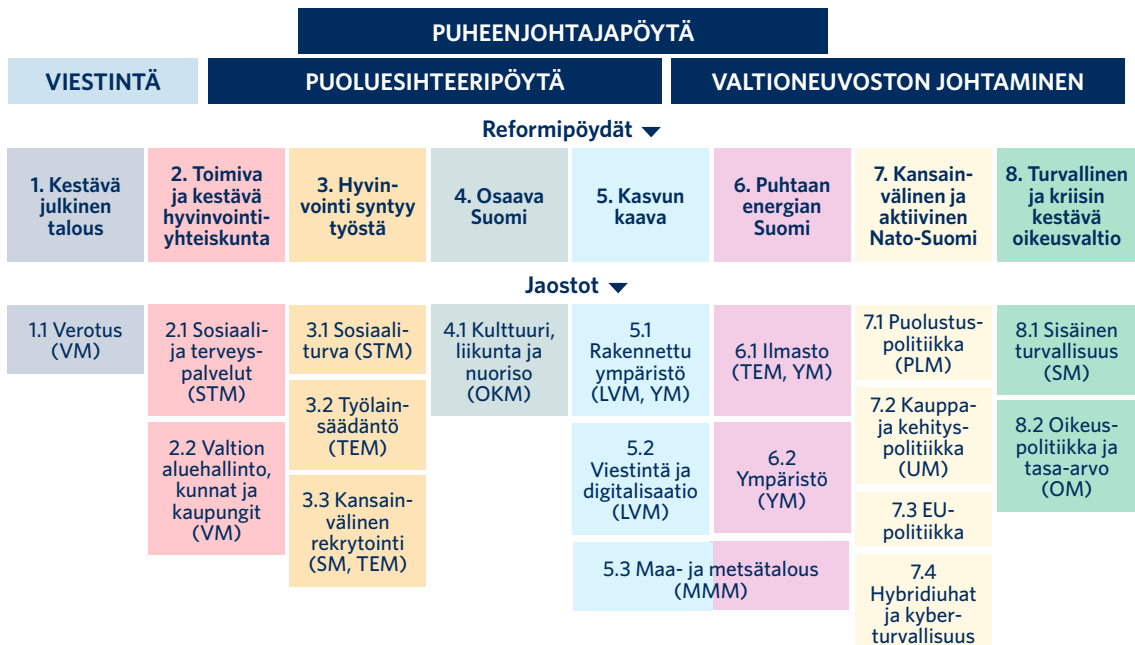 PUHEENJOHTAJAPÖYTÄ
VIESTINTÄ
PUOLUESIHTEERIPÖYTÄ
VALTIONEUVOSTON JOHTAMINEN
Reformipöydät
1. Kestävä
julkinen
talous
2. Toimiva
ja kestävä
hyvinvointi-
yhteiskunta
3. Hyvin-
vointi syntyy
työstä
4. Osaava
Suomi
5. Kasvun
kaava
6. Puhtaan
energian
Suomi
7. Kansain-
välinen ja
aktiivinen
Nato-Suomi
8. Turvallinen
ja kriisin
kestävä
oikeusvaltio
Jaostot
1.1 Verotus
(VM)
2.1 Sosiaali-
ja terveys-
palvelut
(STM)
2.2 Valtion
aluehallinto,
kunnat ja
kaupungit
(VM)
3.1 Sosiaali-
turva (STM)
3.2 Työlain-
säädäntö
(TEM)
3.3 Kansain-
välinen
rekrytointi
(SM, TEM)
4.1 Kulttuuri,
liikunta ja
nuoriso
(OKM)
5.1
Rakennettu
ympäristö
(LVM, YM)
5.2
Viestintä ja
digitalisaatio
(LVM)
5.3 Maa- ja metsätalous
(MMM)
6.1 Ilmasto
(TEM, YM)
6.2
Ympäristö
(YM)
7.1 Puolustus-
politiikka
(PLM)
7.2 Kauppa-
ja kehitys-
politiikka
(UM)
7.3 EU-
politiikka
7.4
Hybridiuhat
ja kyber-
turvallisuus
8.1 Sisäinen
turvallisuus
(SM)
8.2 Oikeus-
politiikka ja
tasa-arvo
(OM)